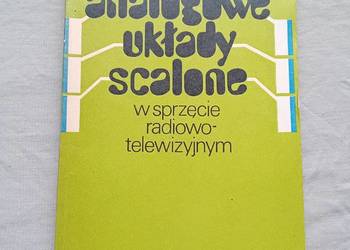 analogowe
układy
scalone
w sprzęcie
radiowo-
telewizyjnym